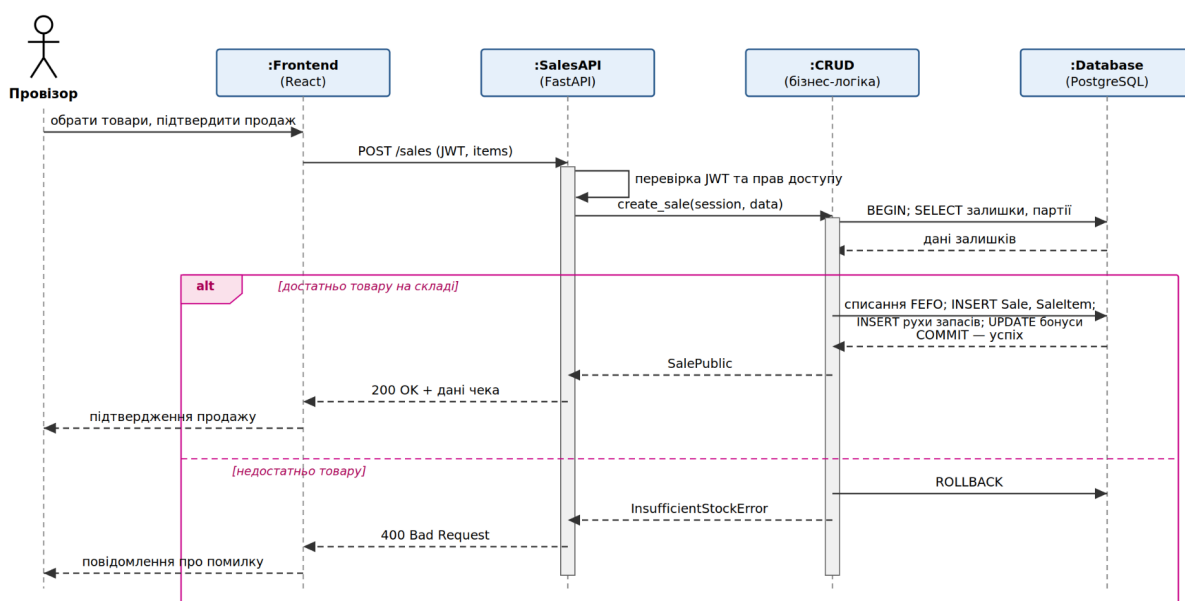 :Frontend
(React)
:SalesAPI
(FastAPI)
:CRUD
(бізнес-логіка)
:Database
(PostgreSQL)
Провізор
обрати товари, підтвердити продаж
POST /sales (JWT, items)
перевірка JWT та прав доступу
create_sale(session, data)
BEGIN; SELECT залишки, партії
дані залишків
alt
[достатньо товару на складі]
списання FEFO; INSERT Sale, SaleItem;
INSERT рухи запасів; UPDATE бонуси
COMMIT — успіх
SalePublic
200 OK + дані чека
підтвердження продажу
[недостатньо товару]
ROLLBACK
InsufficientStockError
400 Bad Request
повідомлення про помилку